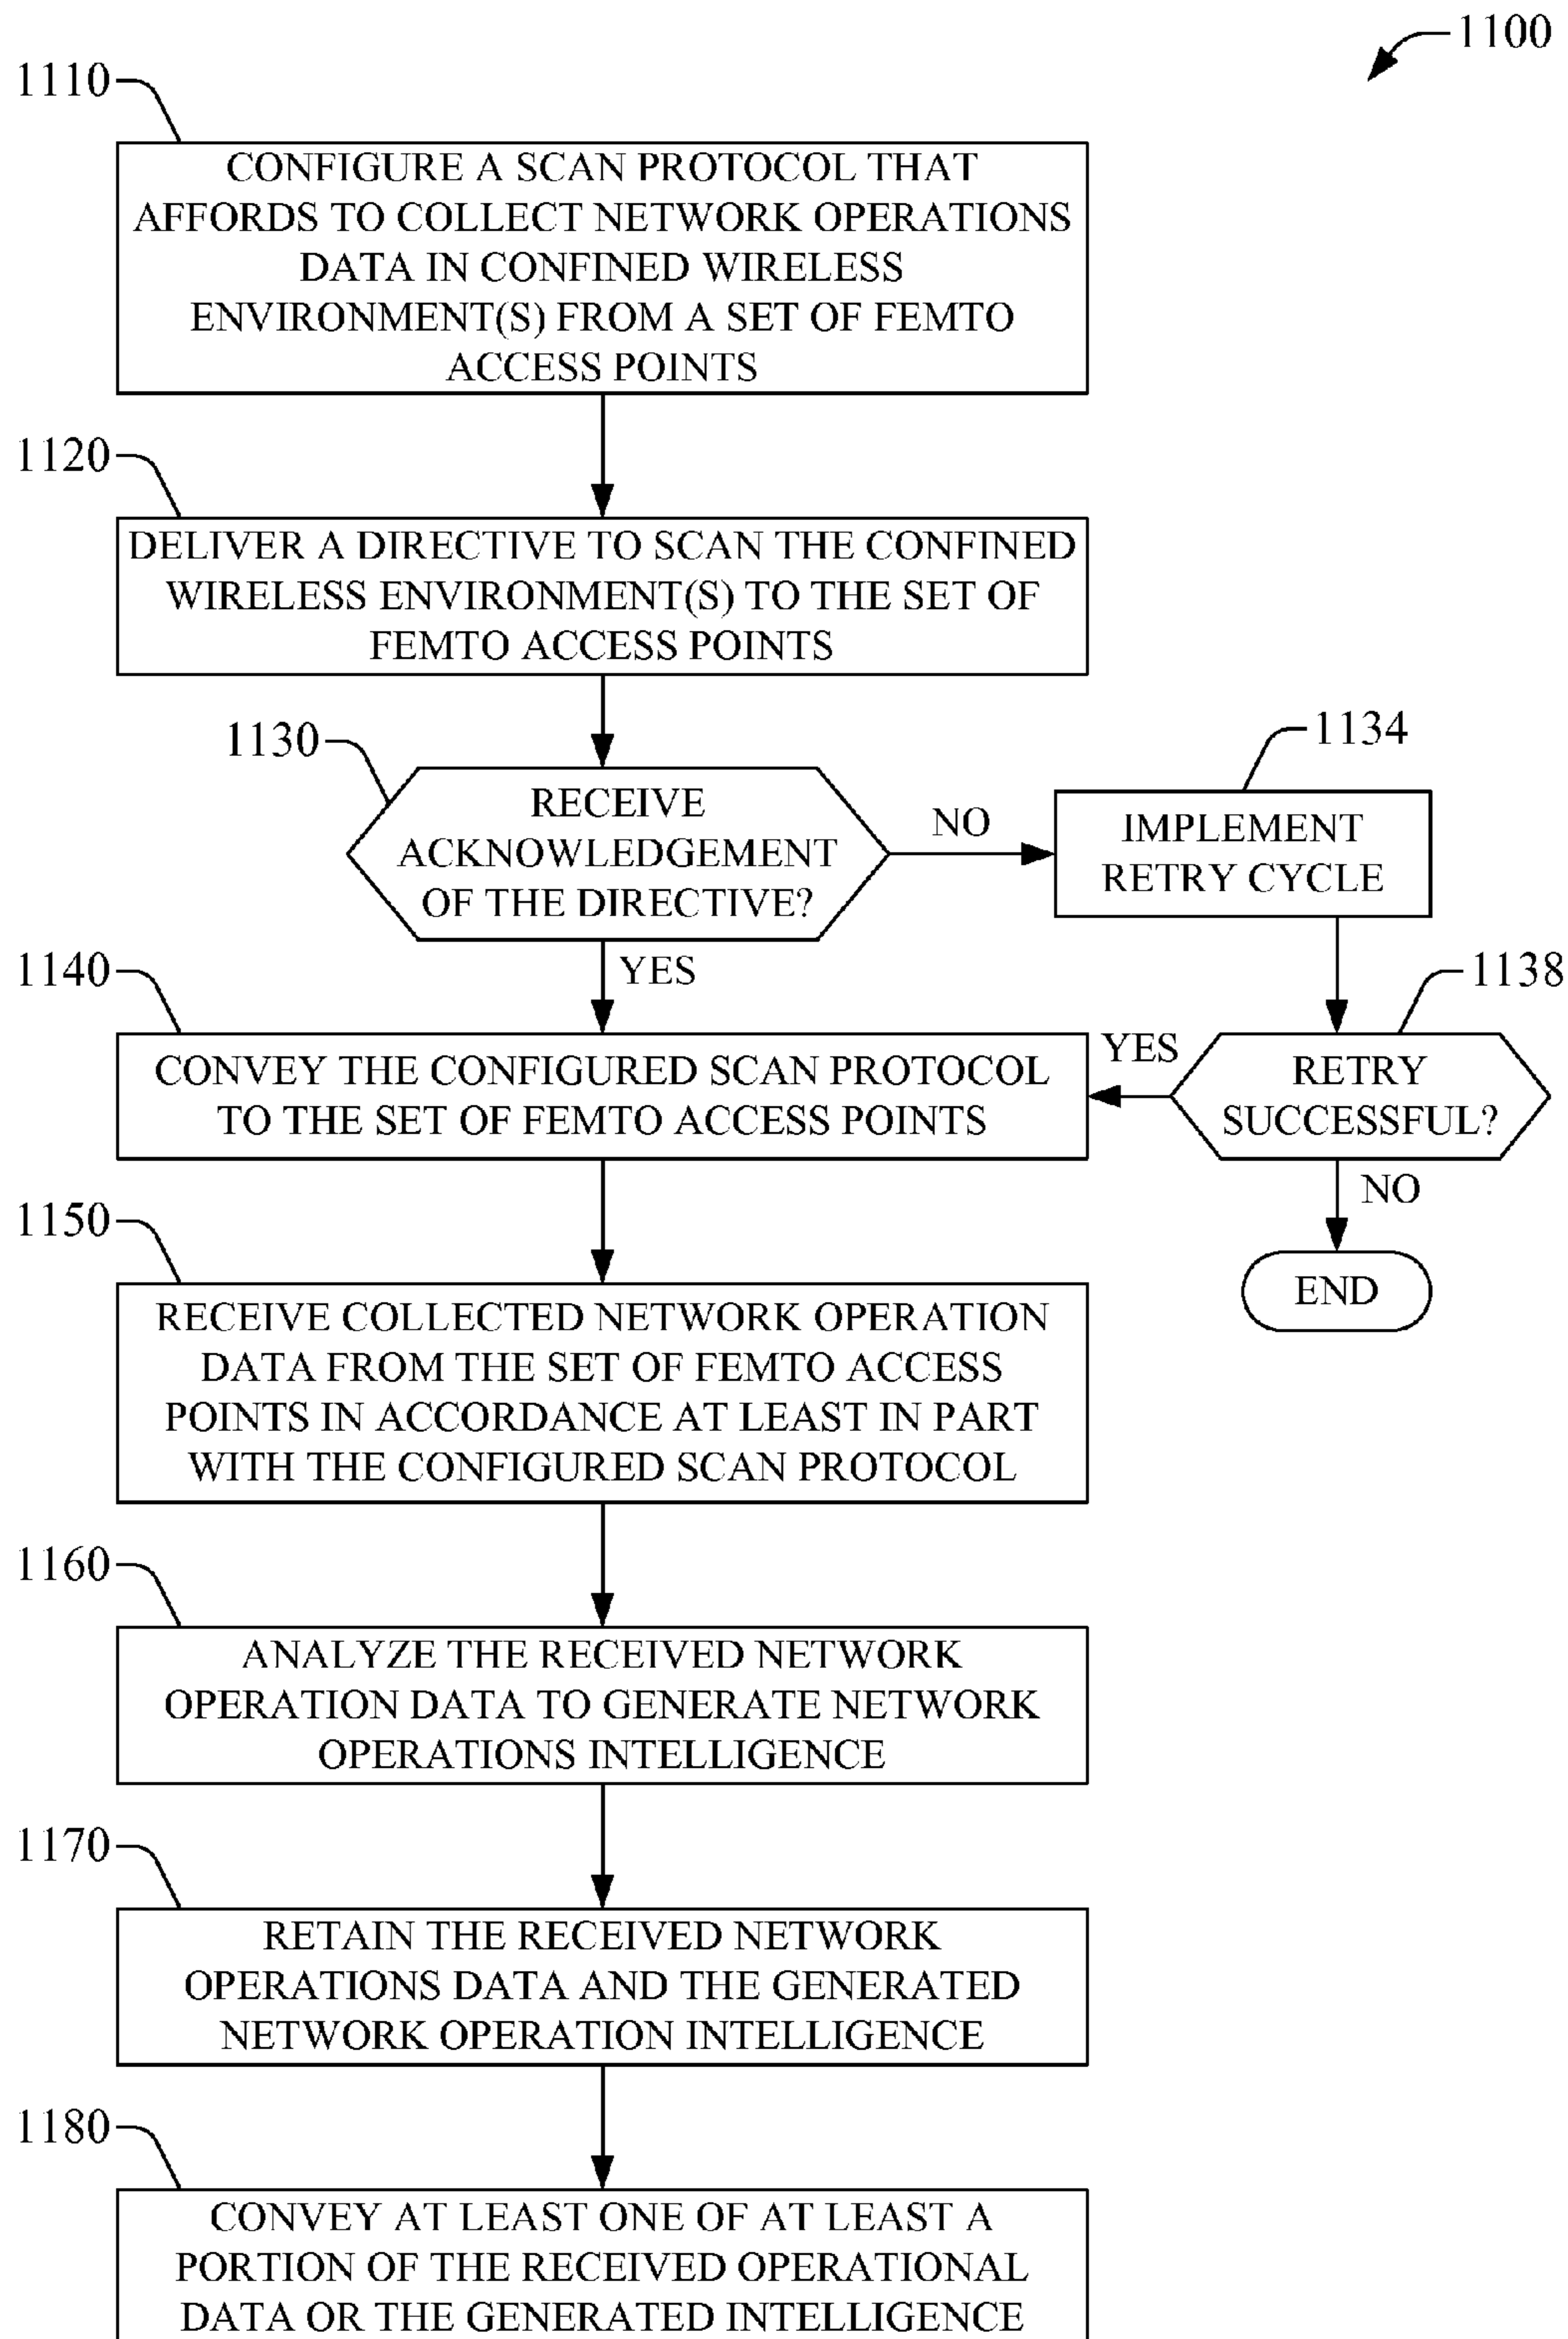 1100
1110
CONFIGURE A SCAN PROTOCOL THAT
AFFORDS TO COLLECT NETWORK OPERATIONS
DATA IN CONFINED WIRELESS
ENVIRONMENT(S) FROM A SET OF FEMTO
ACCESS POINTS
1120
DELIVER A DIRECTIVE TO SCAN THE CONFINED
WIRELESS ENVIRONMENT(S) TO THE SET OF
FEMTO ACCESS POINTS
1130
RECEIVE
ACKNOWLEDGEMENT
OF THE DIRECTIVE?
NO
1134
IMPLEMENT
RETRY CYCLE
YES
1138
RETRY
SUCCESSFUL?
YES
NO
END
1140
CONVEY THE CONFIGURED SCAN PROTOCOL
TO THE SET OF FEMTO ACCESS POINTS
1150
RECEIVE COLLECTED NETWORK OPERATION
DATA FROM THE SET OF FEMTO ACCESS
POINTS IN ACCORDANCE AT LEAST IN PART
WITH THE CONFIGURED SCAN PROTOCOL
1160
ANALYZE THE RECEIVED NETWORK
OPERATION DATA TO GENERATE NETWORK
OPERATIONS INTELLIGENCE
1170
RETAIN THE RECEIVED NETWORK
OPERATIONS DATA AND THE GENERATED
NETWORK OPERATION INTELLIGENCE
1180
CONVEY AT LEAST ONE OF AT LEAST A
PORTION OF THE RECEIVED OPERATIONAL
DATA OR THE GENERATED INTELLIGENCE